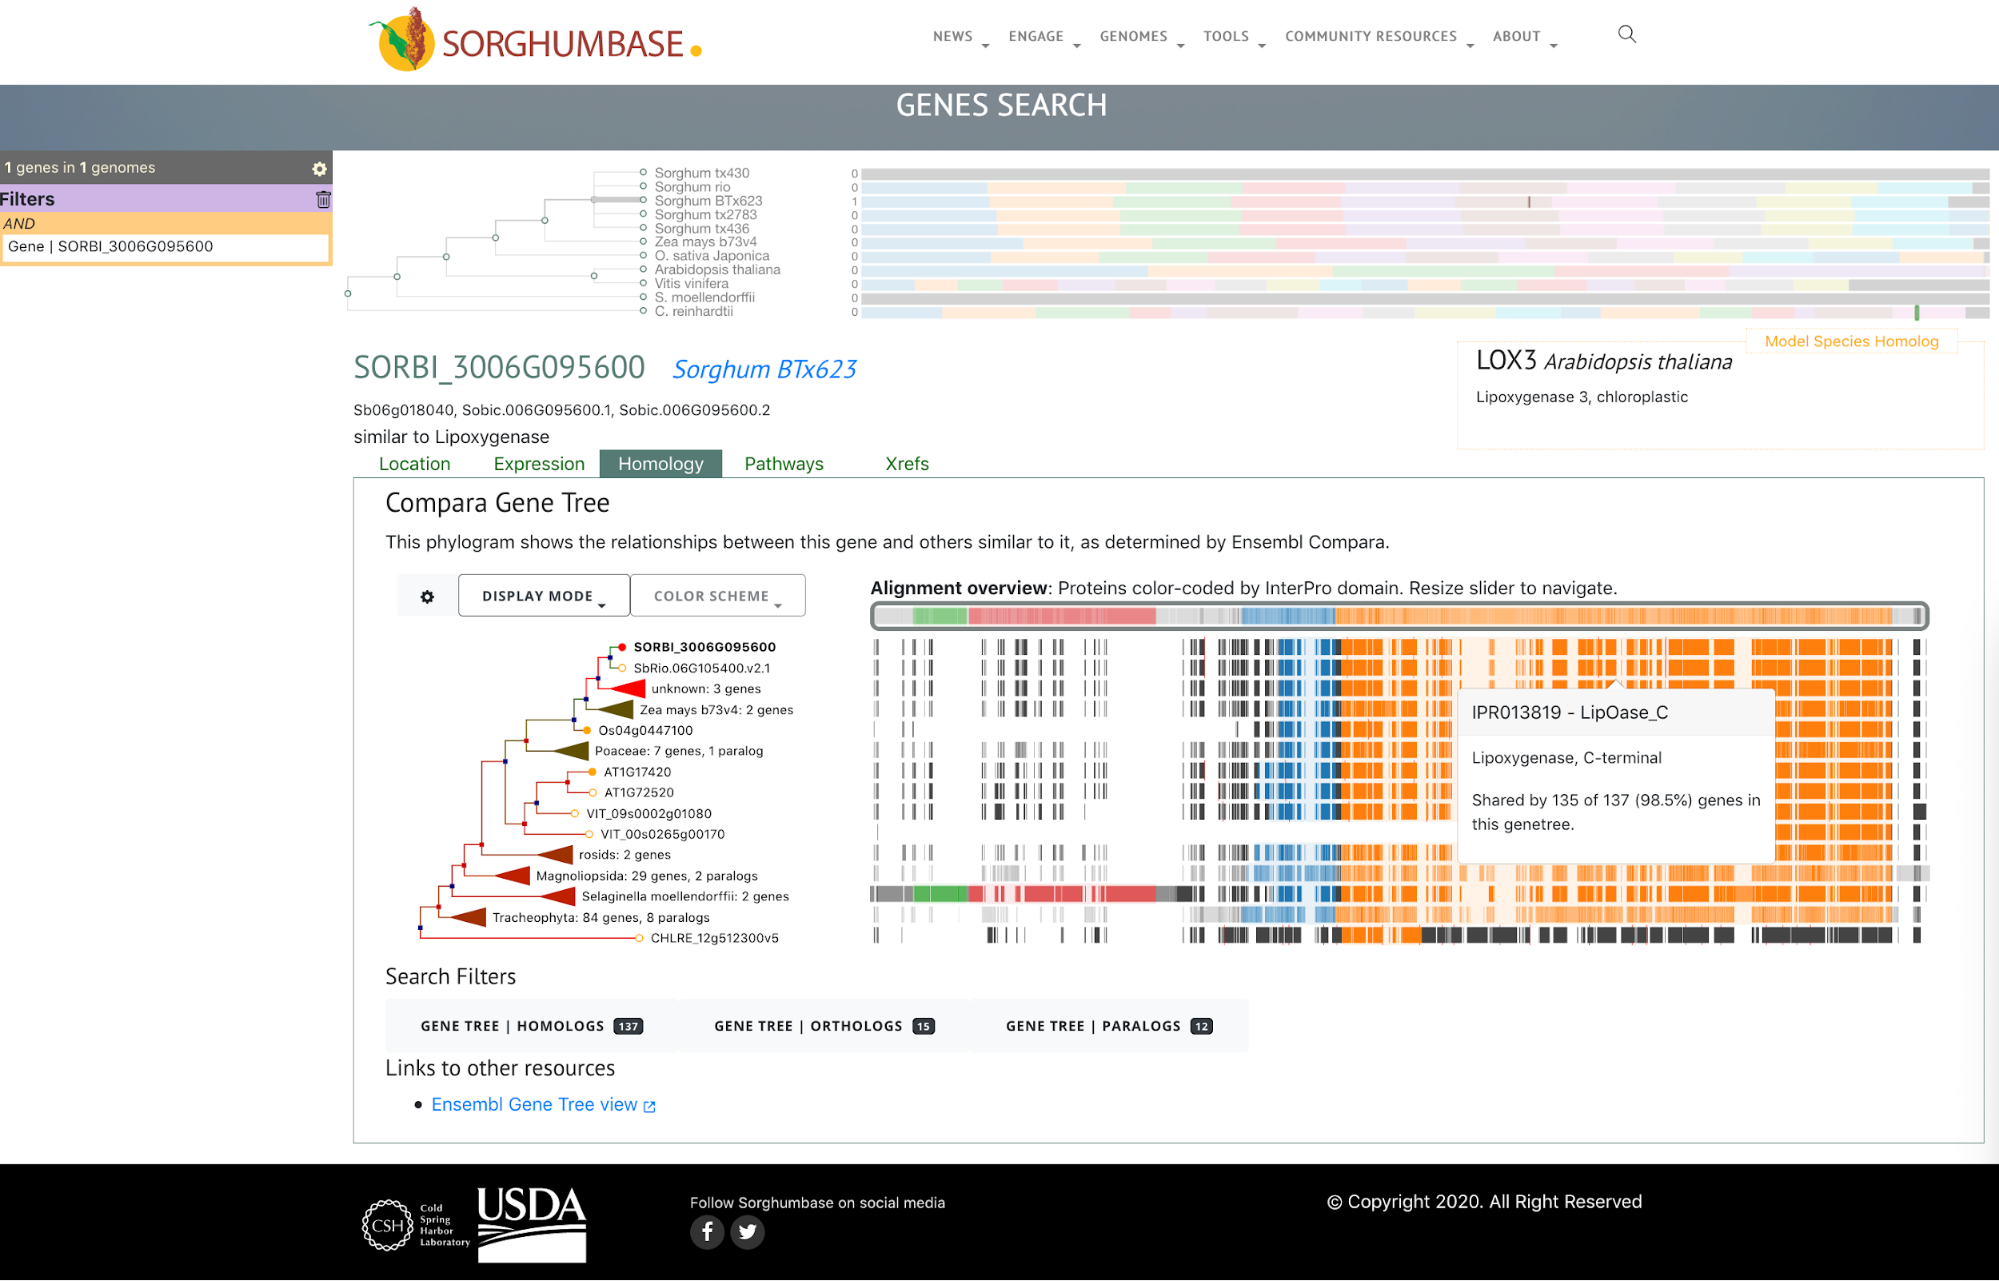 SORGHUMBASE
NEWS ENGAGE GENOMES TOOLS COMMUNITY RESOURCES ABOUT
GENES SEARCH
1 genes in 1 genomes
Filters
AND
Gene | SORBI_3006G095600
Sorghum tx430 0
Sorghum rio 0
Sorghum BTx623 1
Sorghum tx2783 0
Sorghum tx436 0
Zea mays b73v4 0
O. sativa Japonica 0
Arabidopsis thaliana 0
Vitis vinifera 0
S. moellendorffii 0
C. reinhardtii 0
SORBI_3006G095600 Sorghum BTx623
Sb06g018040, Sobic.006G095600.1, Sobic.006G095600.2
similar to Lipoxygenase
Model Species Homolog
LOX3 Arabidopsis thaliana
Lipoxygenase 3, chloroplastic
Location Expression Homology Pathways Xrefs
Compara Gene Tree
This phylogram shows the relationships between this gene and others similar to it, as determined by Ensembl Compara.
DISPLAY MODE COLOR SCHEME
Alignment overview: Proteins color-coded by InterPro domain. Resize slider to navigate.
SORBI_3006G095600
SbRio.06G105400.v2.1
unknown: 3 genes
Zea mays b73v4: 2 genes
Os04g0447100
Poaceae: 7 genes, 1 paralog
AT1G17420
AT1G72520
VIT_09s0002g01080
VIT_00s0265g00170
rosids: 2 genes
Magnoliopsida: 29 genes, 2 paralogs
Selaginella moellendorffii: 2 genes
Tracheophyta: 84 genes, 8 paralogs
CHLRE_12g512300v5
IPR013819 - LipOase_C
Lipoxygenase, C-terminal
Shared by 135 of 137 (98.5%) genes in
this genetree.
Search Filters
GENE TREE | HOMOLOGS 137 GENE TREE | ORTHOLOGS 15 GENE TREE | PARALOGS 12
Links to other resources
Ensembl Gene Tree view
CSH
Cold
Spring
Harbor
Laboratory
USDA
Follow Sorghumbase on social media
© Copyright 2020. All Right Reserved